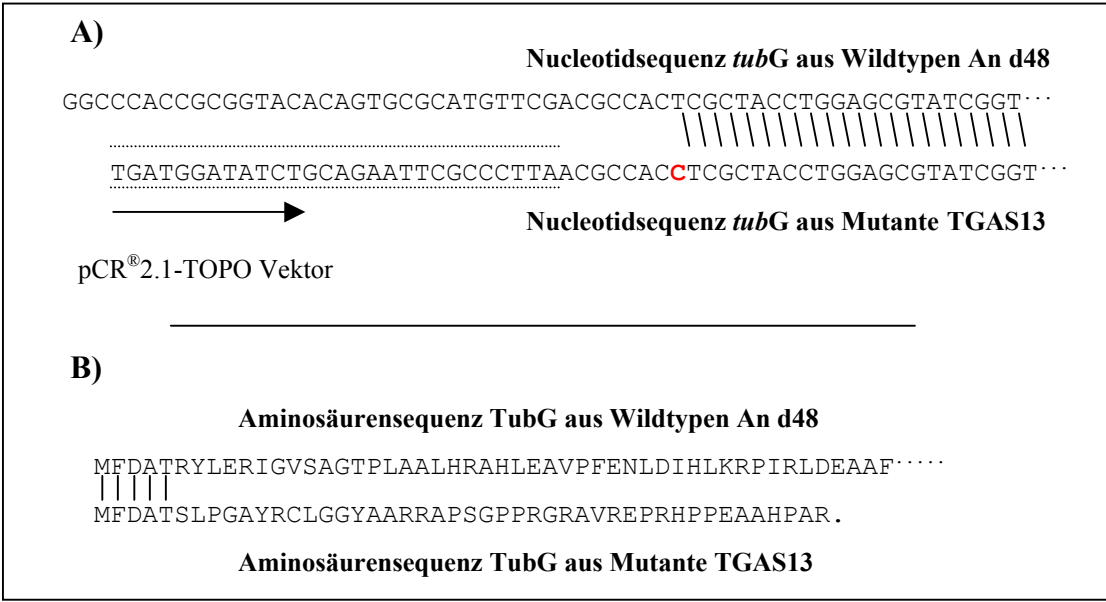 A)
Nucleotidsequenz tubG aus Wildtypen An d48
GGCCCACCGCGGTACACAGTGCGCATGTTCGACGCCACTCGCTACCTGGAGCGTATCGGT...
TGATGGATATCTGCAGAATTCGCCCTTAACGCCACCTCGCTACCTGGAGCGTATCGGT...
Nucleotidsequenz tubG aus Mutante TGAS13
pCR®2.1-TOPO Vektor
B)
Aminosäurensequenz TubG aus Wildtypen An d48
MFDATRYLERIGVSAGTPLAALHRAHLEAVPFENLDIHLKRPIRLDEAAF.....
MFDATSLPGAYRCLGGYAARRAPSGPPRGRAVREPRHPPEAAHPAR.
Aminosäurensequenz TubG aus Mutante TGAS13